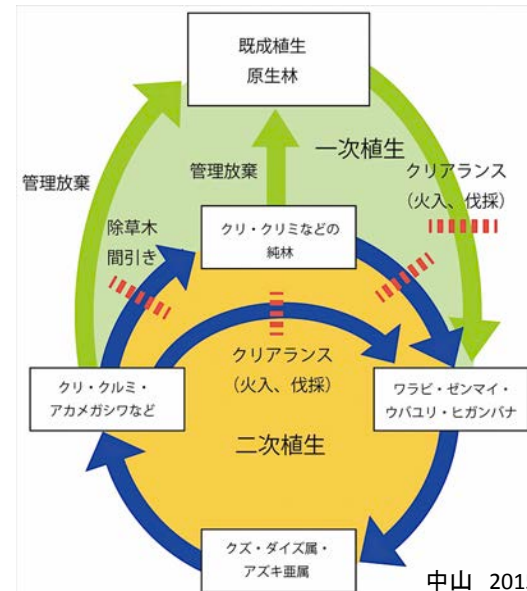 既成植生
原生林
一次植生
クリアランス
（火入、伐採）
管理放棄
管理放棄
除草木
間引き
クリ・クリミなどの
純林
クリアランス
（火入、伐採）
クリ・クルミ・
アカメガシワなど
ワラビ・ゼンマイ・
ウバユリ・ヒガンバナ
二次植生
クズ・ダイズ属・
アズキ亜属
中山